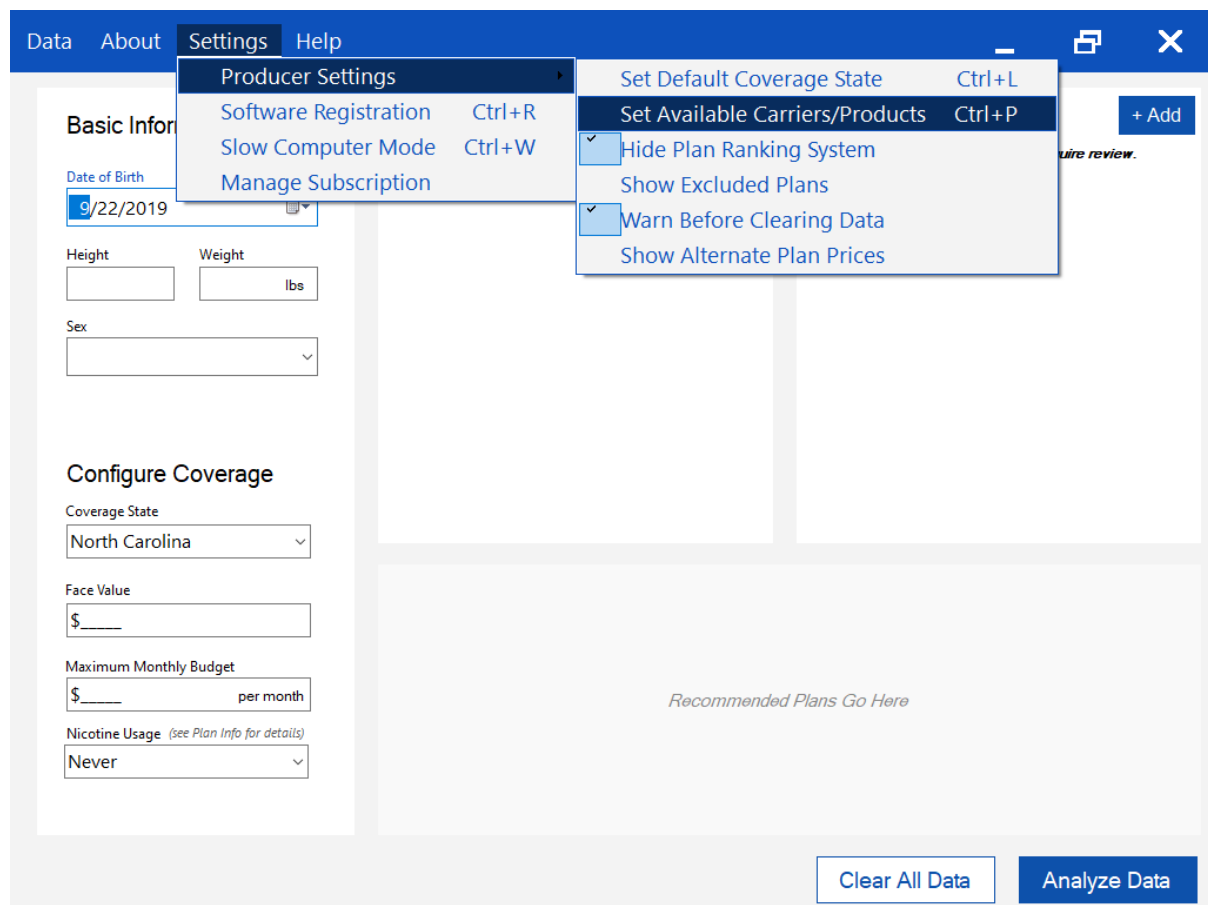 Data About Settings Help
Producer Settings
Software Registration Ctrl+R
Slow Computer Mode Ctrl+W
Manage Subscription
Set Default Coverage State Ctrl+L
Set Available Carriers/Products Ctrl+P
Hide Plan Ranking System
Show Excluded Plans
Warn Before Clearing Data
Show Alternate Plan Prices
+ Add
review.
Basic
Date of Birth
9/22/2019
Height Weight
lbs
Sex
Configure Coverage
Coverage State
North Carolina
Face Value
$_____
Maximum Monthly Budget
$_____ per month
Nicotine Usage (see Plan Info for details)
Never
Recommended Plans Go Here
Clear All Data Analyze Data